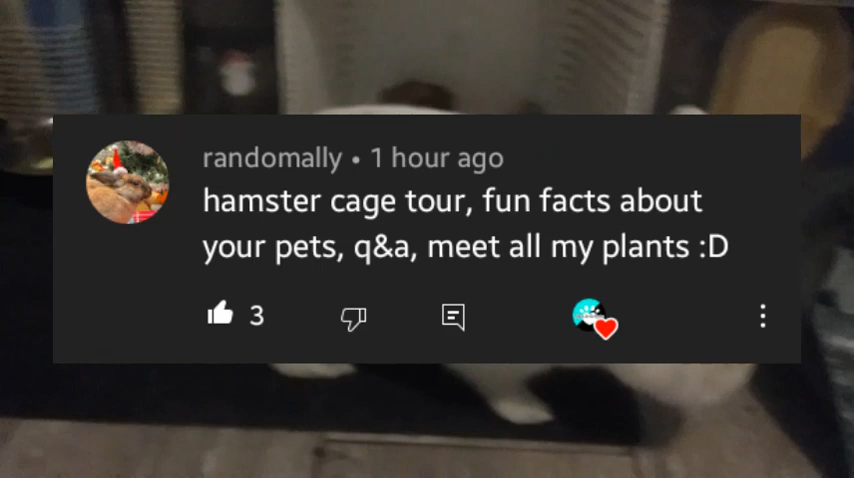 randomally • 1 hour ago
hamster cage tour, fun facts about
your pets, q&a, meet all my plants :D
3